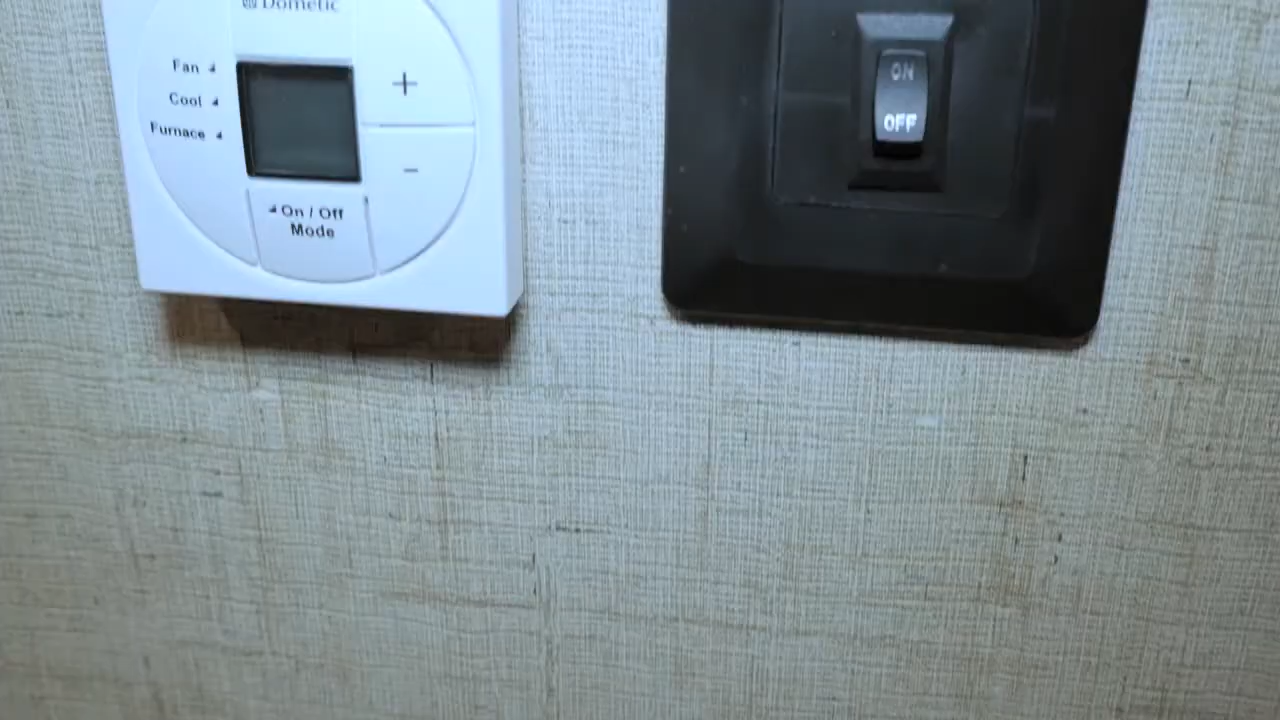 Dometic
Fan
Cool
Furnace
+
-
On / Off
Mode
ON
OFF